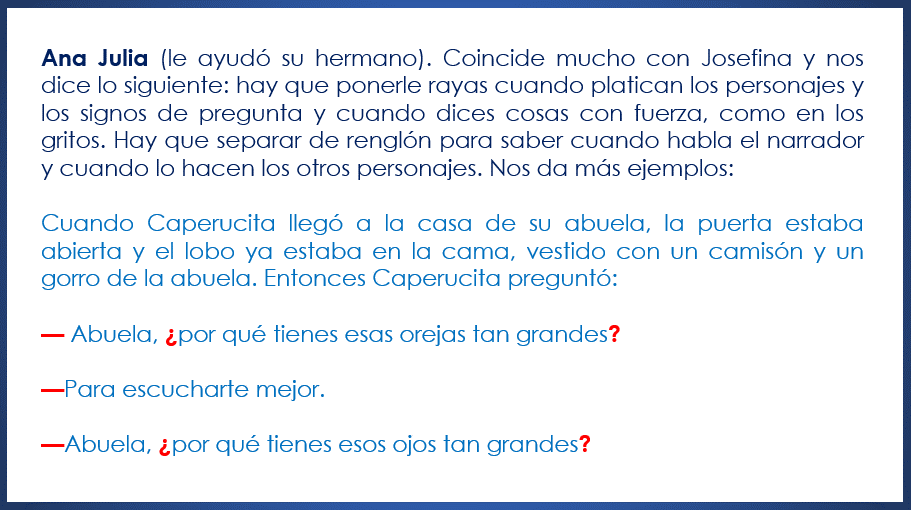 Ana Julia (le ayudó su hermano). Coincide mucho con Josefina y nos
dice lo siguiente: hay que ponerle rayas cuando platican los personajes y
los signos de pregunta y cuando dices cosas con fuerza, como en los
gritos. Hay que separar de renglón para saber cuando habla el narrador
y cuando lo hacen los otros personajes. Nos da más ejemplos:
Cuando Caperucita llegó a la casa de su abuela, la puerta estaba
abierta y el lobo ya estaba en la cama, vestido con un camisón y un
gorro de la abuela. Entonces Caperucita preguntó:
— Abuela, ¿por qué tienes esas orejas tan grandes?
—Para escucharte mejor.
—Abuela, ¿por qué tienes esos ojos tan grandes?